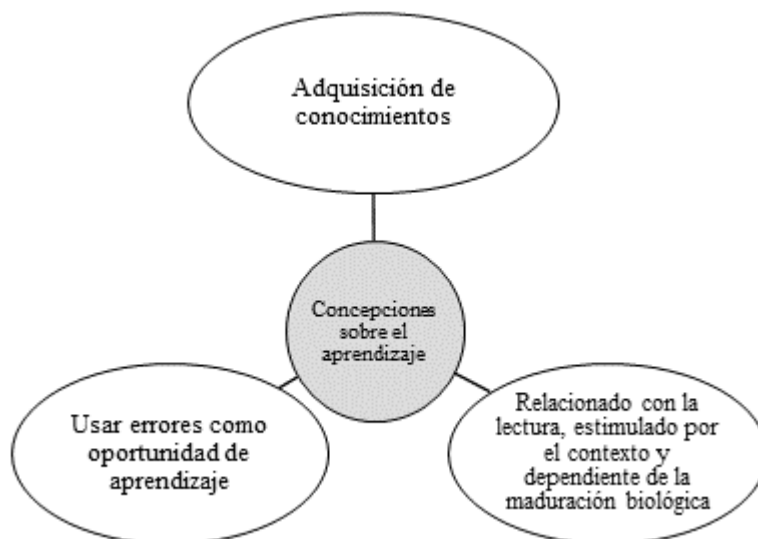 Adquisición de
conocimientos
Concepciones
sobre el
aprendizaje
Usar errores como
oportunidad de
aprendizaje
Relacionado con la
lectura, estimulado por
el contexto y
dependiente de la
maduración biológica